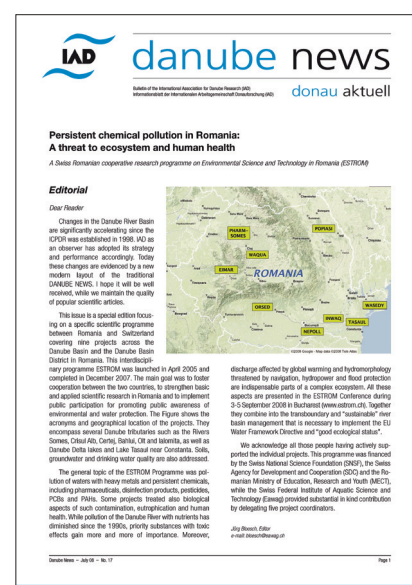 IAD
danube news
Bulletin of the International Association for Danube Research (IAD)
Informationsblatt der Internationalen Arbeitsgemeinschaft Donauforschung (IAD)
donau aktuell
Persistent chemical pollution in Romania:
A threat to ecosystem and human health
A Swiss Romanian cooperative research programme on Environmental Science and Technology in Romania (ESTROM)
Editorial
Dear Reader
Changes in the Danube River Basin
are significantly accelerating since the
ICPDR was established in 1998. IAD as
an observer has adopted its strategy
and performance accordingly. Today
these changes are evidenced by a new
modern layout of the traditional
DANUBE NEWS. I hope it will be well
received, while we maintain the quality
of popular scientific articles.
This issue is a special edition focus-
ing on a specific scientific programme
between Romania and Switzerland
covering nine projects across the
Danube Basin and the Danube Basin
District in Romania. This interdiscipli-
nary programme ESTROM was launched in April 2005 and
completed in December 2007. The main goal was to foster
cooperation between the two countries, to strengthen basic
and applied scientific research in Romania and to implement
public participation for promoting public awareness of
environmental and water protection. The Figure shows the
acronyms and geographical location of the projects. They
encompass several Danube tributaries such as the Rivers
Somes, Crisul Alb, Certej, Bahlui, Olt and Ialomita, as well as
Danube Delta lakes and Lake Tasaul near Constanta. Soils,
groundwater and drinking water quality are also addressed.
The general topic of the ESTROM Programme was pol-
lution of waters with heavy metals and persistent chemicals,
including pharmaceuticals, disinfection products, pesticides,
PCBs and PAHs. Some projects treated also biological
aspects of such contamination, eutrophication and human
health. While pollution of the Danube River with nutrients has
diminished since the 1990s, priority substances with toxic
effects gain more and more of importance. Moreover,
PHARM-
SOMES
POPIASI
WAQUA
EIMAR
ROMANIA
ORSED
WASEDY
INWAQ
TASAUL
NEPOLL
discharge affected by global warming and hydromorphology
threatened by navigation, hydropower and flood protection
are indispensable parts of a complex ecosystem. All these
aspects are presented in the ESTROM Conference during
3-5 September 2008 in Bucharest (www.estrom.ch). Together
they combine into the transboundary and "sustainable" river
basin management that is necessary to implement the EU
Water Framework Directive and "good ecological status".
We acknowledge all those people having actively sup-
ported the individual projects. This programme was financed
by the Swiss National Science Foundation (SNSF), the Swiss
Agency for Development and Cooperation (SDC) and the Ro-
manian Ministry of Education, Research and Youth (MECT),
while the Swiss Federal Institute of Aquatic Science and
Technology (Eawag) provided substantial in kind contribution
by delegating five project coordinators.
Jürg Bloesch, Editor
e-mail: bloesch@eawag.ch
Danube News – July 08 – No. 17
Page 1